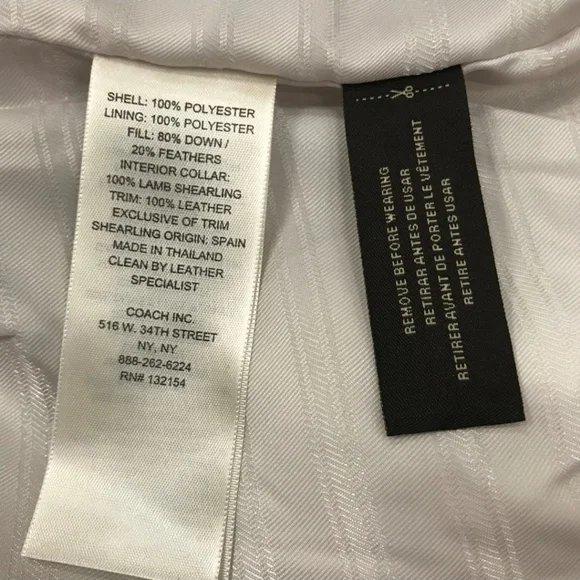 SHELL: 100% POLYESTER
LINING: 100% POLYESTER
FILL: 80% DOWN /
20% FEATHERS
INTERIOR COLLAR:
100% LAMB SHEARLING
TRIM: 100% LEATHER
EXCLUSIVE OF TRIM
SHEARLING ORIGIN: SPAIN
MADE IN THAILAND
CLEAN BY LEATHER
SPECIALIST
COACH INC.
516 W. 34TH STREET
NY, NY
888-262-6224
RN# 132154
REMOVE BEFORE WEARING
RETIRAR ANTES DE USAR
RETIRER AVANT DE PORTER LE VÊTEMENT
RETIRE ANTES USAR